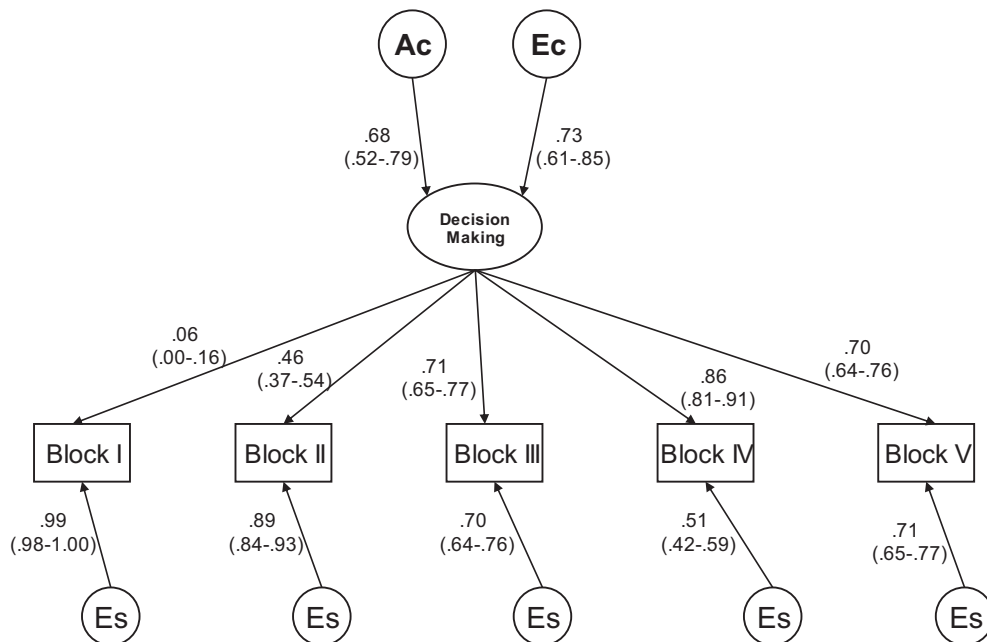 Ac
Ec
.68
(.52-.79)
.73
(.61-.85)
Decision
Making
.06
(.00-.16)
.46
(.37-.54)
.71
(.65-.77)
.86
(.81-.91)
.70
(.64-.76)
Block I
Block II
Block III
Block IV
Block V
.99
(.98-1.00)
.89
(.84-.93)
.70
(.64-.76)
.51
(.42-.59)
.71
(.65-.77)
Es
Es
Es
Es
Es